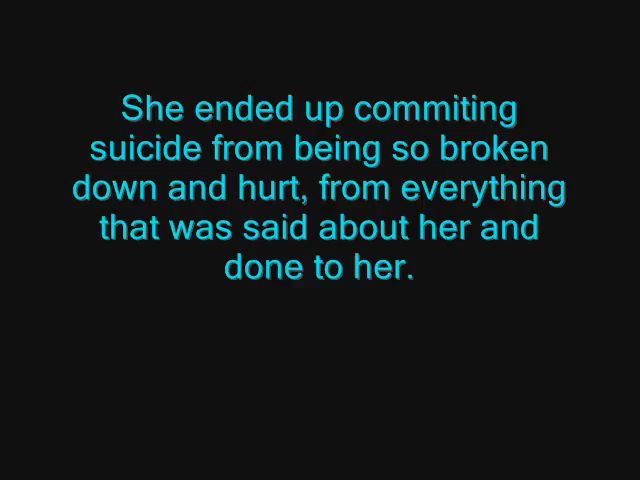 She ended up commiting
suicide from being so broken
down and hurt, from everything
that was said about her and
done to her.